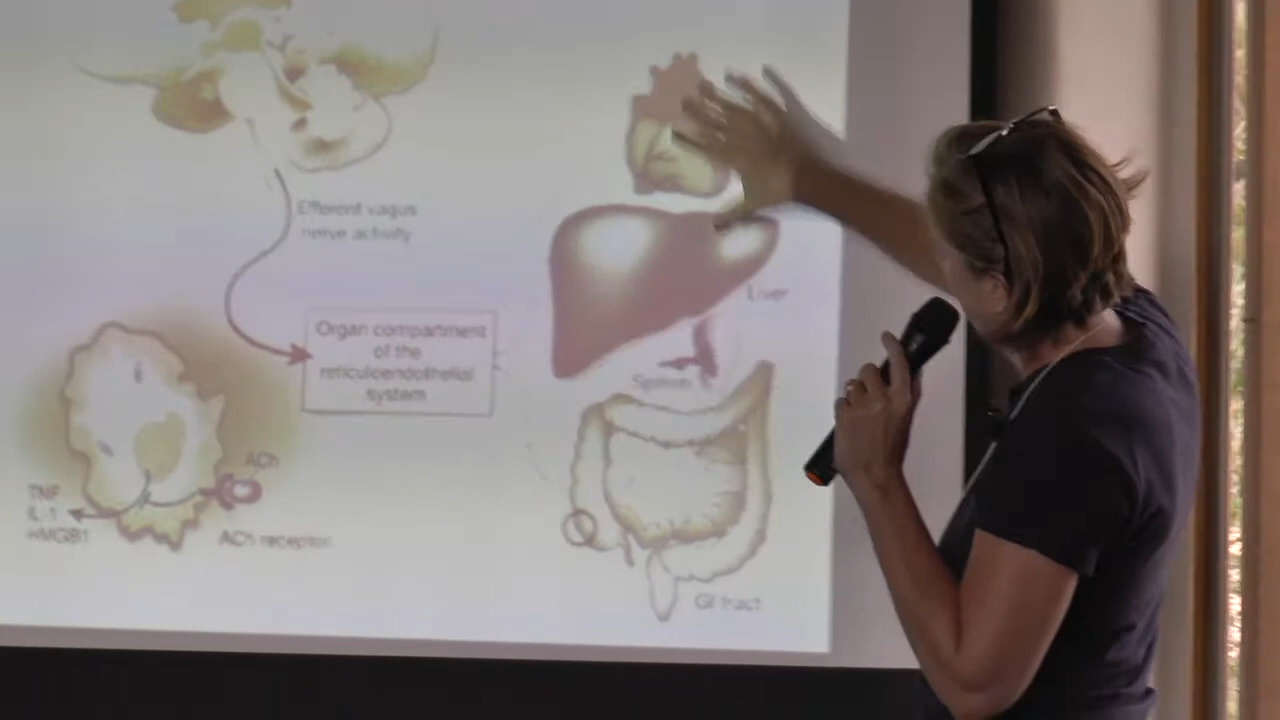 Efferent vagus
nerve activity
Organ compartment
of the
reticuloendothelial
system
Liver
Spleen
ACh
TNF
IL-1
HMGB1
ACh receptor
GI tract